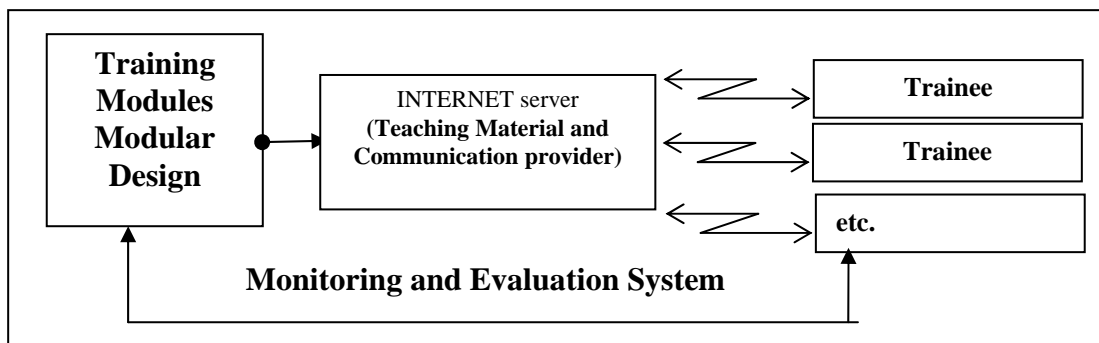 Training
Modules
Modular
Design
INTERNET server
(Teaching Material and
Communication provider)
Trainee
Trainee
etc.
Monitoring and Evaluation System